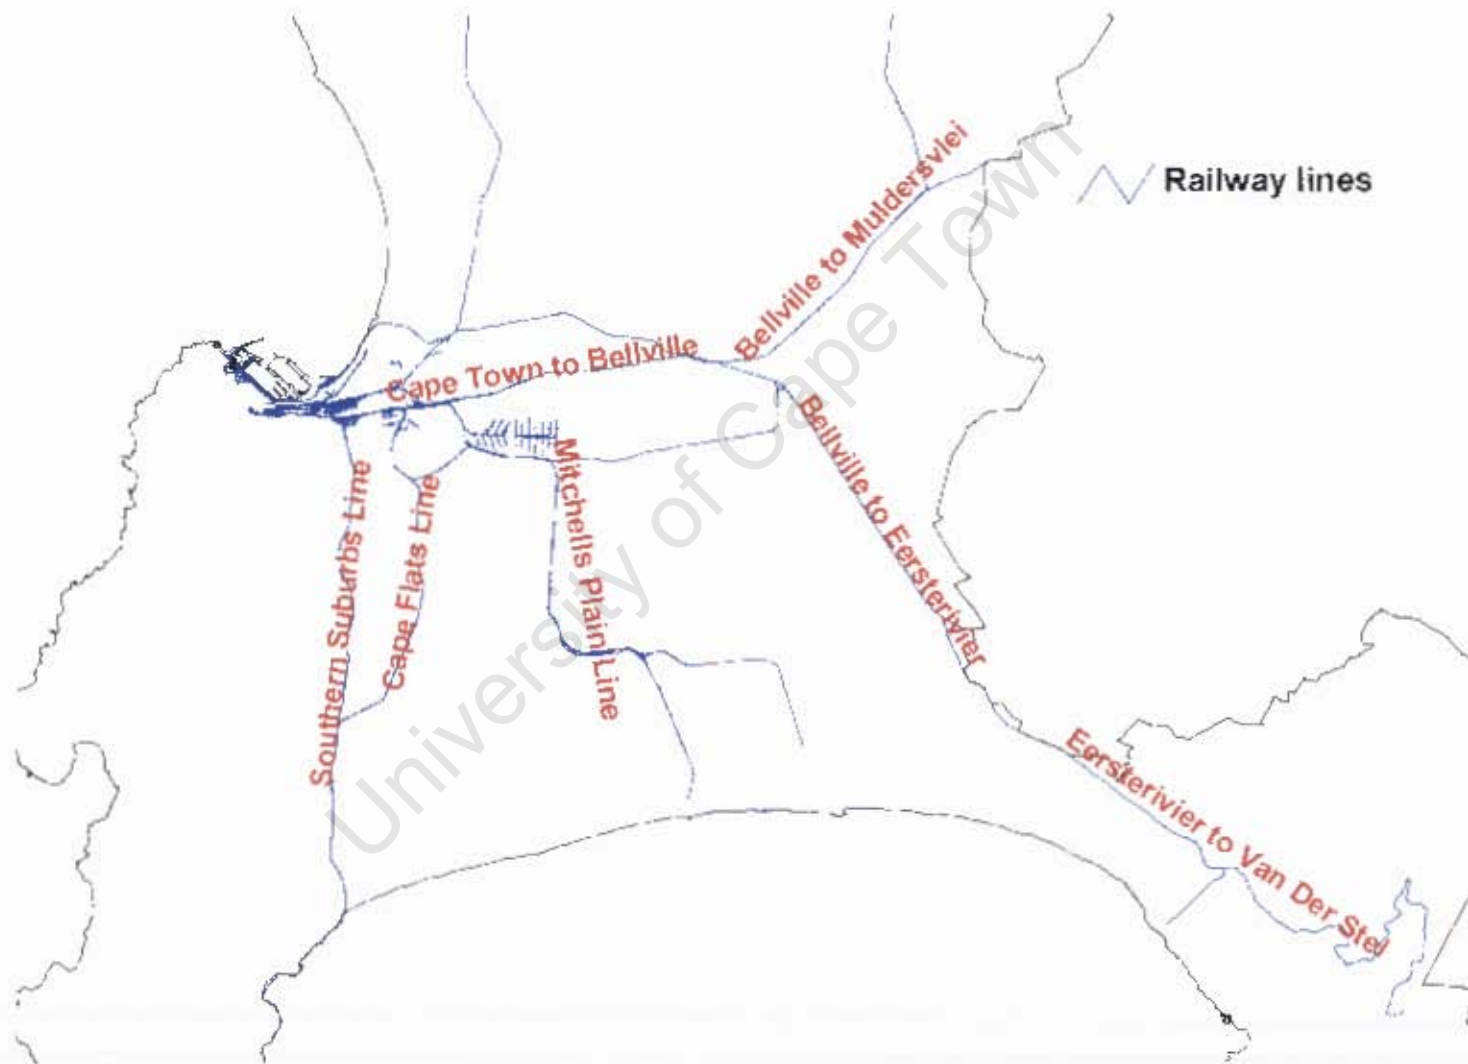 Bellville to Muldersvlei
Railway lines
Cape Town to Bellville
Bellville to Eersterivier
Mitchells Plain Line
Cape Flats Line
Southern Suburbs Line
Eersterivier to Van Der Stel
University of Cape Town